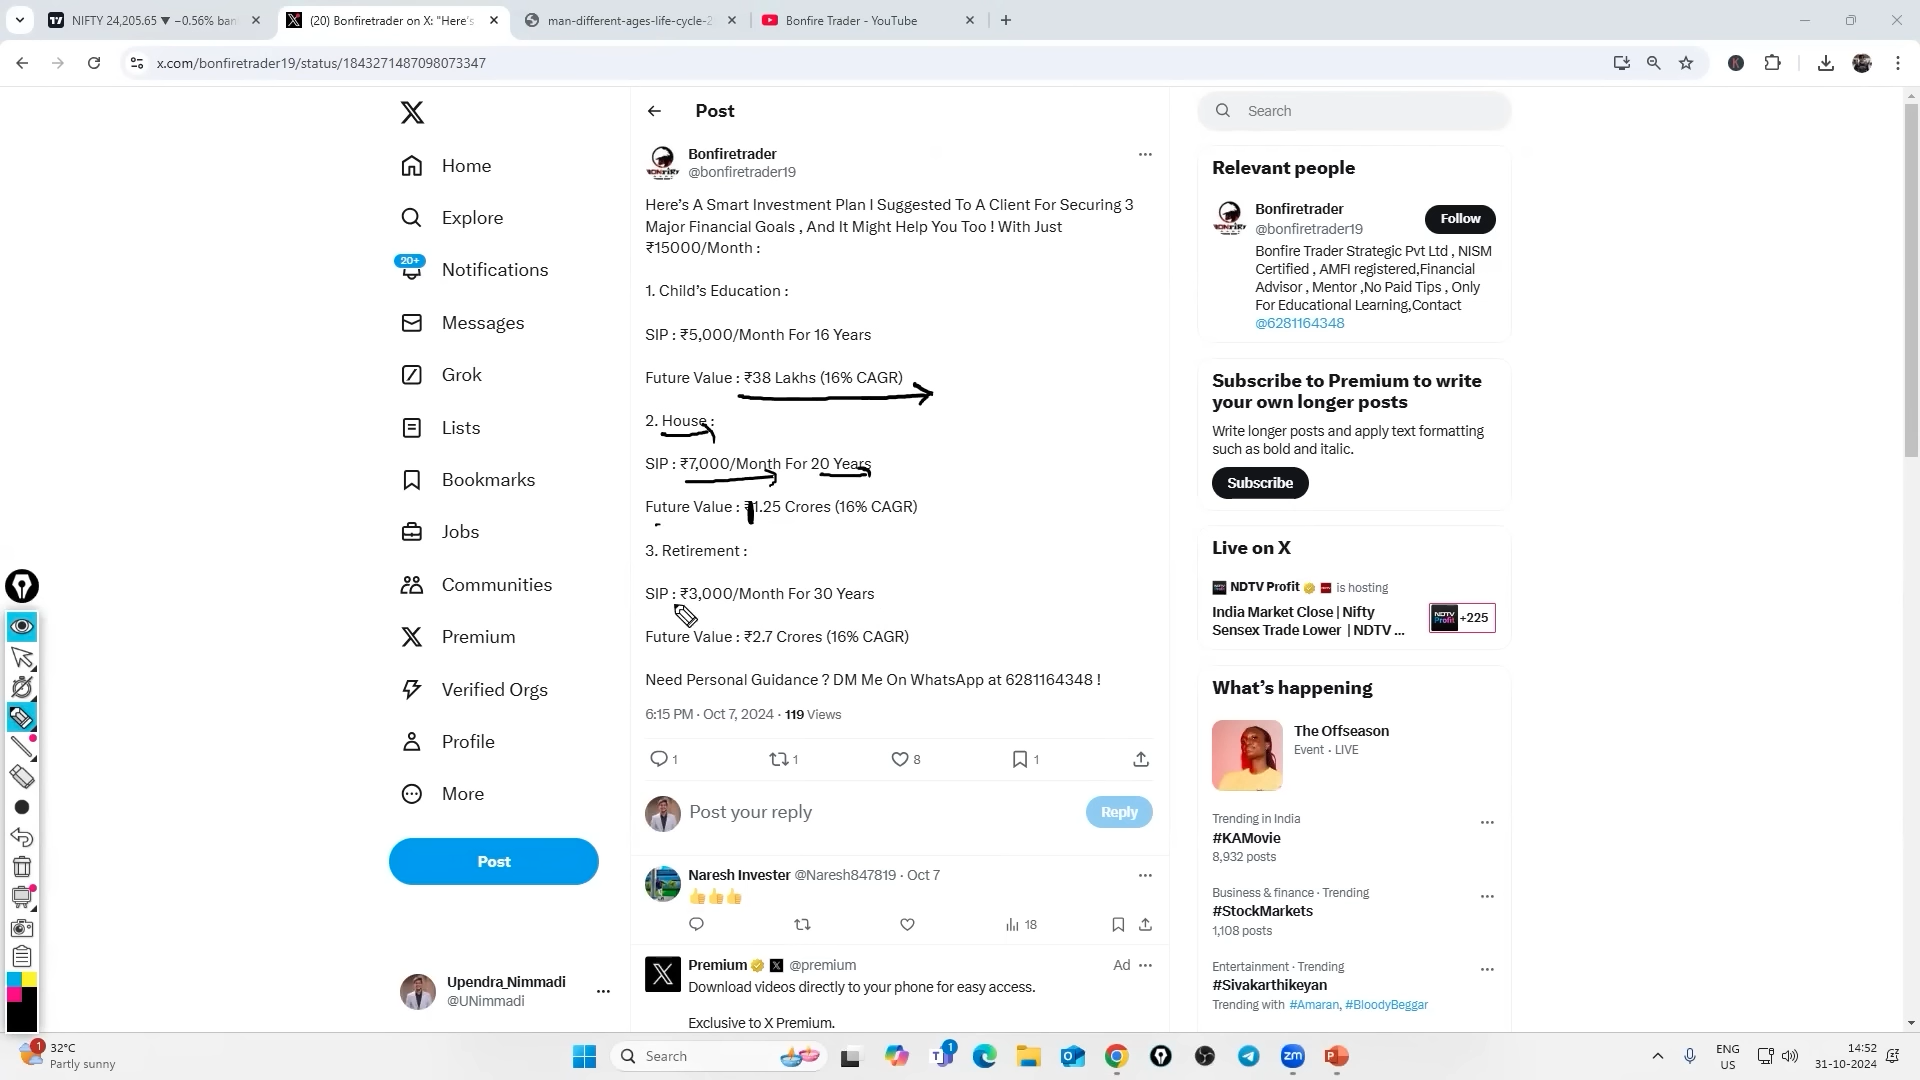 NIFTY 24,205.65 ▼ −0.56% ban
(20) Bonfiretrader on X: "Here's
man-different-ages-life-cycle-2
Bonfire Trader - YouTube
x.com/bonfiretrader19/status/1843271487098073347
Home
Explore
20+
Notifications
Messages
Grok
Lists
Bookmarks
Jobs
Communities
Premium
Verified Orgs
Profile
More
Post
Upendra_Nimmadi
@UNimmadi
Post
Bonfiretrader
@bonfiretrader19
Here's A Smart Investment Plan I Suggested To A Client For Securing 3
Major Financial Goals , And It Might Help You Too ! With Just
₹15000/Month :
1. Child's Education :
SIP : ₹5,000/Month For 16 Years
Future Value : ₹38 Lakhs (16% CAGR)
2. House :
SIP : ₹7,000/Month For 20 Years
Future Value : ₹1.25 Crores (16% CAGR)
3. Retirement :
SIP : ₹3,000/Month For 30 Years
Future Value : ₹2.7 Crores (16% CAGR)
Need Personal Guidance ? DM Me On WhatsApp at 6281164348 !
6:15 PM · Oct 7, 2024 · 119 Views
1 1 8 1
Post your reply
Reply
Naresh Invester @Naresh847819 · Oct 7
👍👍👍
18
Premium @premium Ad
Download videos directly to your phone for easy access.
Exclusive to X Premium.
Search
Relevant people
Bonfiretrader
@bonfiretrader19
Follow
Bonfire Trader Strategic Pvt Ltd , NISM
Certified , AMFI registered,Financial
Advisor , Mentor ,No Paid Tips , Only
For Educational Learning,Contact
@6281164348
Subscribe to Premium to write
your own longer posts
Write longer posts and apply text formatting
such as bold and italic.
Subscribe
Live on X
NDTV Profit is hosting
India Market Close | Nifty
Sensex Trade Lower | NDTV ...
+225
What's happening
The Offseason
Event · LIVE
Trending in India
#KAMovie
8,932 posts
Business & finance · Trending
#StockMarkets
1,108 posts
Entertainment · Trending
#Sivakarthikeyan
Trending with #Amaran, #BloodyBeggar
1
32°C
Partly sunny
Search
1
zm
ENG
US
14:52
31-10-2024